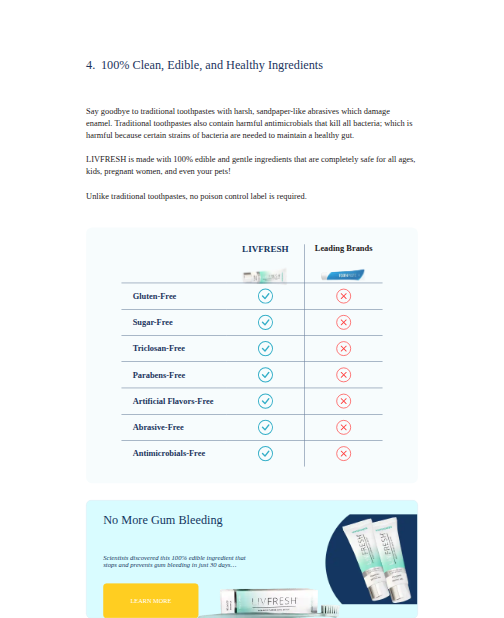 4. 100% Clean, Edible, and Healthy Ingredients
Say goodbye to traditional toothpastes with harsh, sandpaper-like abrasives which damage
enamel. Traditional toothpastes also contain harmful antimicrobials that kill all bacteria; which is
harmful because certain strains of bacteria are needed to maintain a healthy gut.
LIVFRESH is made with 100% edible and gentle ingredients that are completely safe for all ages,
kids, pregnant women, and even your pets!
Unlike traditional toothpastes, no poison control label is required.
LIVFRESH Leading Brands
Gluten-Free
Sugar-Free
Triclosan-Free
Parabens-Free
Artificial Flavors-Free
Abrasive-Free
Antimicrobials-Free
No More Gum Bleeding
Scientists discovered this 100% edible ingredient that
stops and prevents gum bleeding in just 30 days…
LEARN MORE
LIVFRESH
FRESH
FRESH